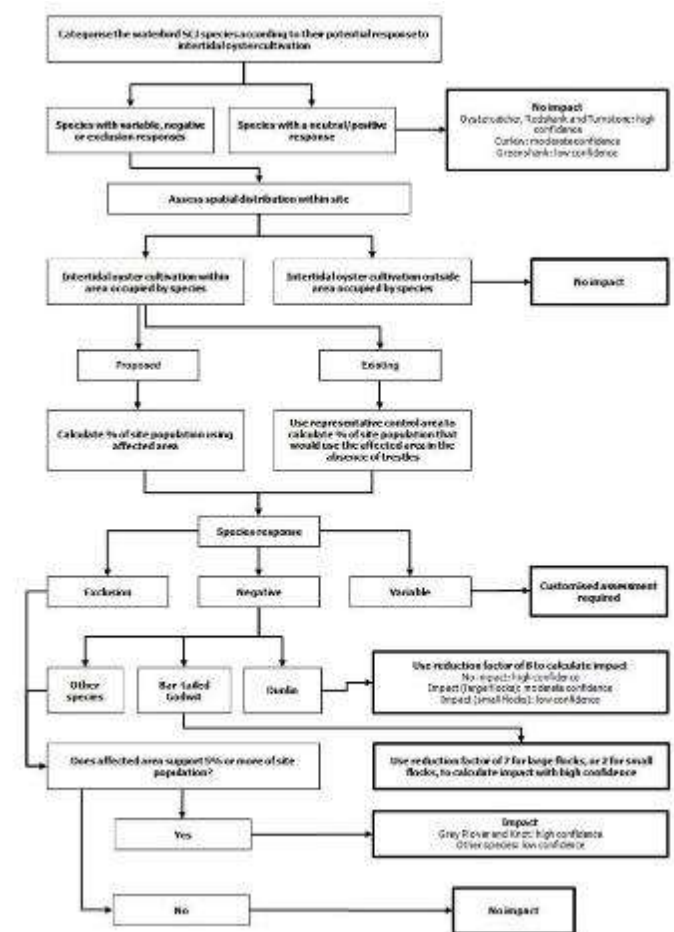 Categorise the waterbird SCI species according to their potential response to
intertidal oyster cultivation
Species with variable, negative
or exclusion responses
Species with a neutral/positive
response
No impact
Oystercatcher, Redshank and Turnstone: high
confidence
Curlew: moderate confidence
Greenshank: low confidence
Assess spatial distribution within site
Intertidal oyster cultivation within
area occupied by species
Intertidal oyster cultivation outside
area occupied by species
No impact
Proposed
Existing
Calculate % of site population using
affected area
Use representative control area to
calculate % of site population that
would use the affected area in the
absence of trestles
Species response
Exclusion
Negative
Variable
Customised assessment
required
Other
species
Bar-tailed
Godwit
Dunlin
Use reduction factor of 8 to calculate impact
No impact: high confidence
Impact (large flocks): moderate confidence
Impact (small flocks): low confidence
Does affected area support 5% or more of site
population?
Use reduction factor of 7 for large flocks, or 2 for small
flocks, to calculate impact with high confidence
Yes
Impact
Grey Plover and Knot: high confidence
Other species: low confidence
No
No impact